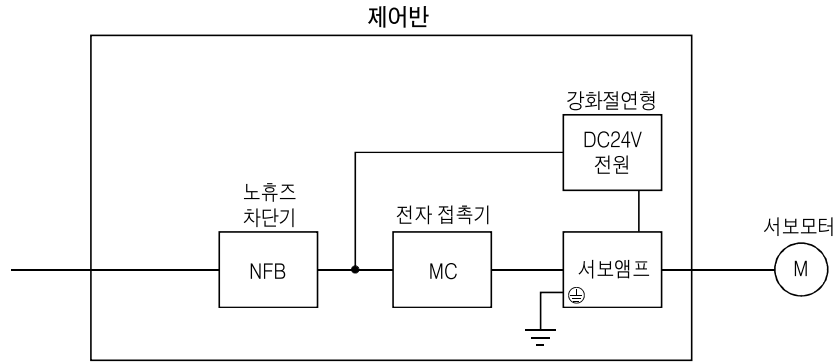 제어반
강화절연형
DC24V
전원
노휴즈
차단기
전자 접촉기
서보모터
NFB
MC
서보앰프
M